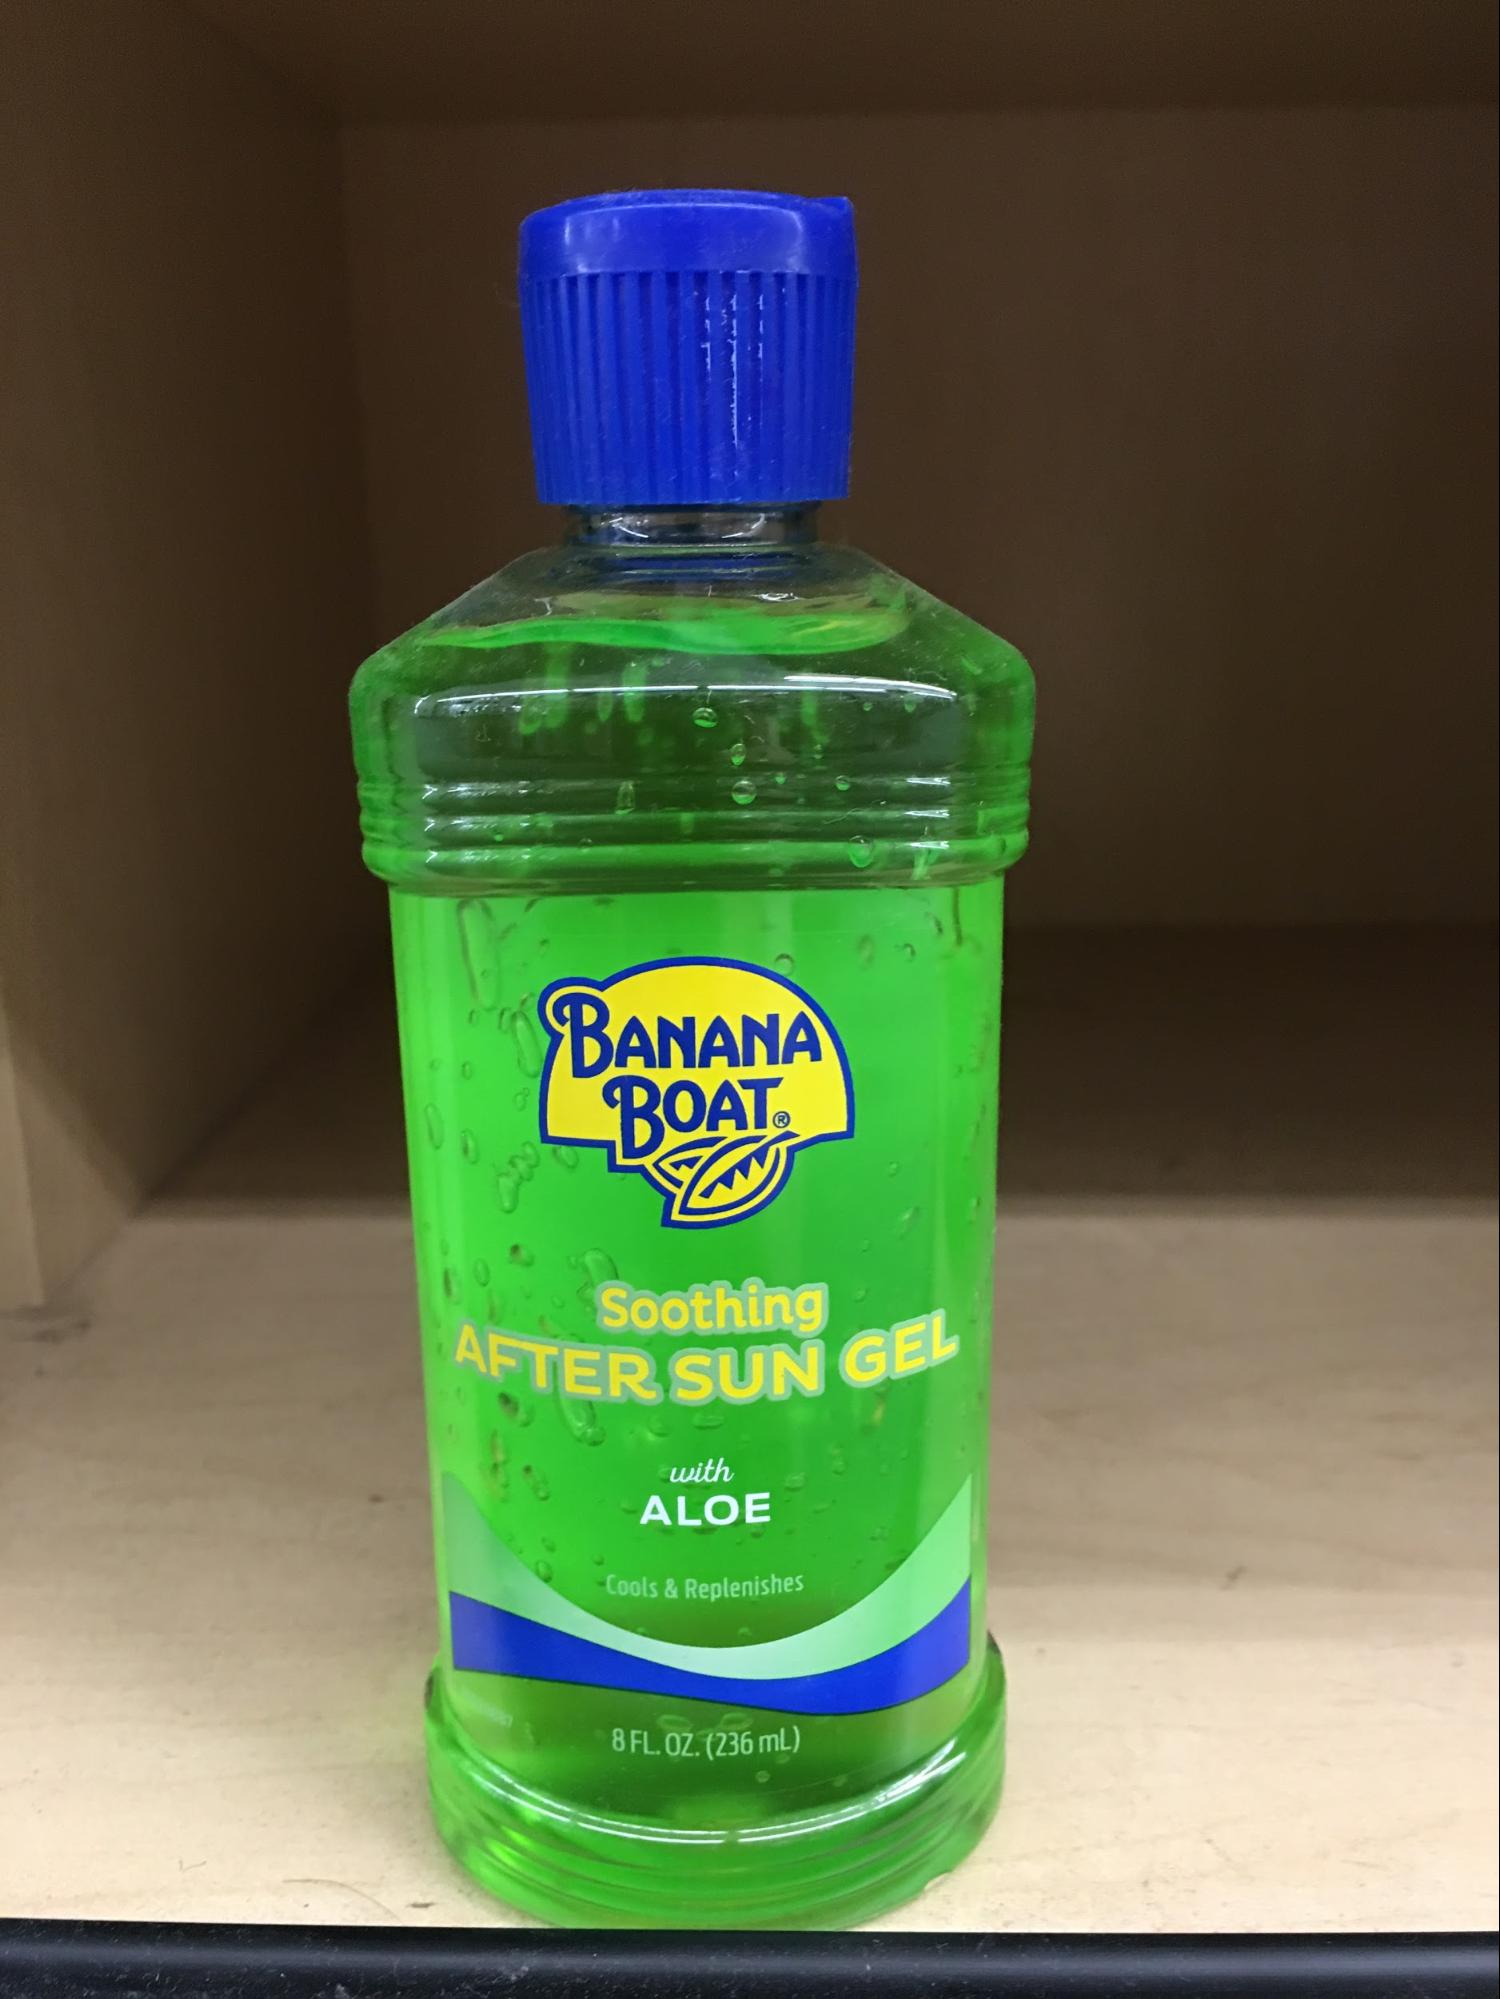 BANANA
BOAT®
Soothing
AFTER SUN GEL
with
ALOE
Cools & Replenishes
8 FL. OZ. (236 mL)